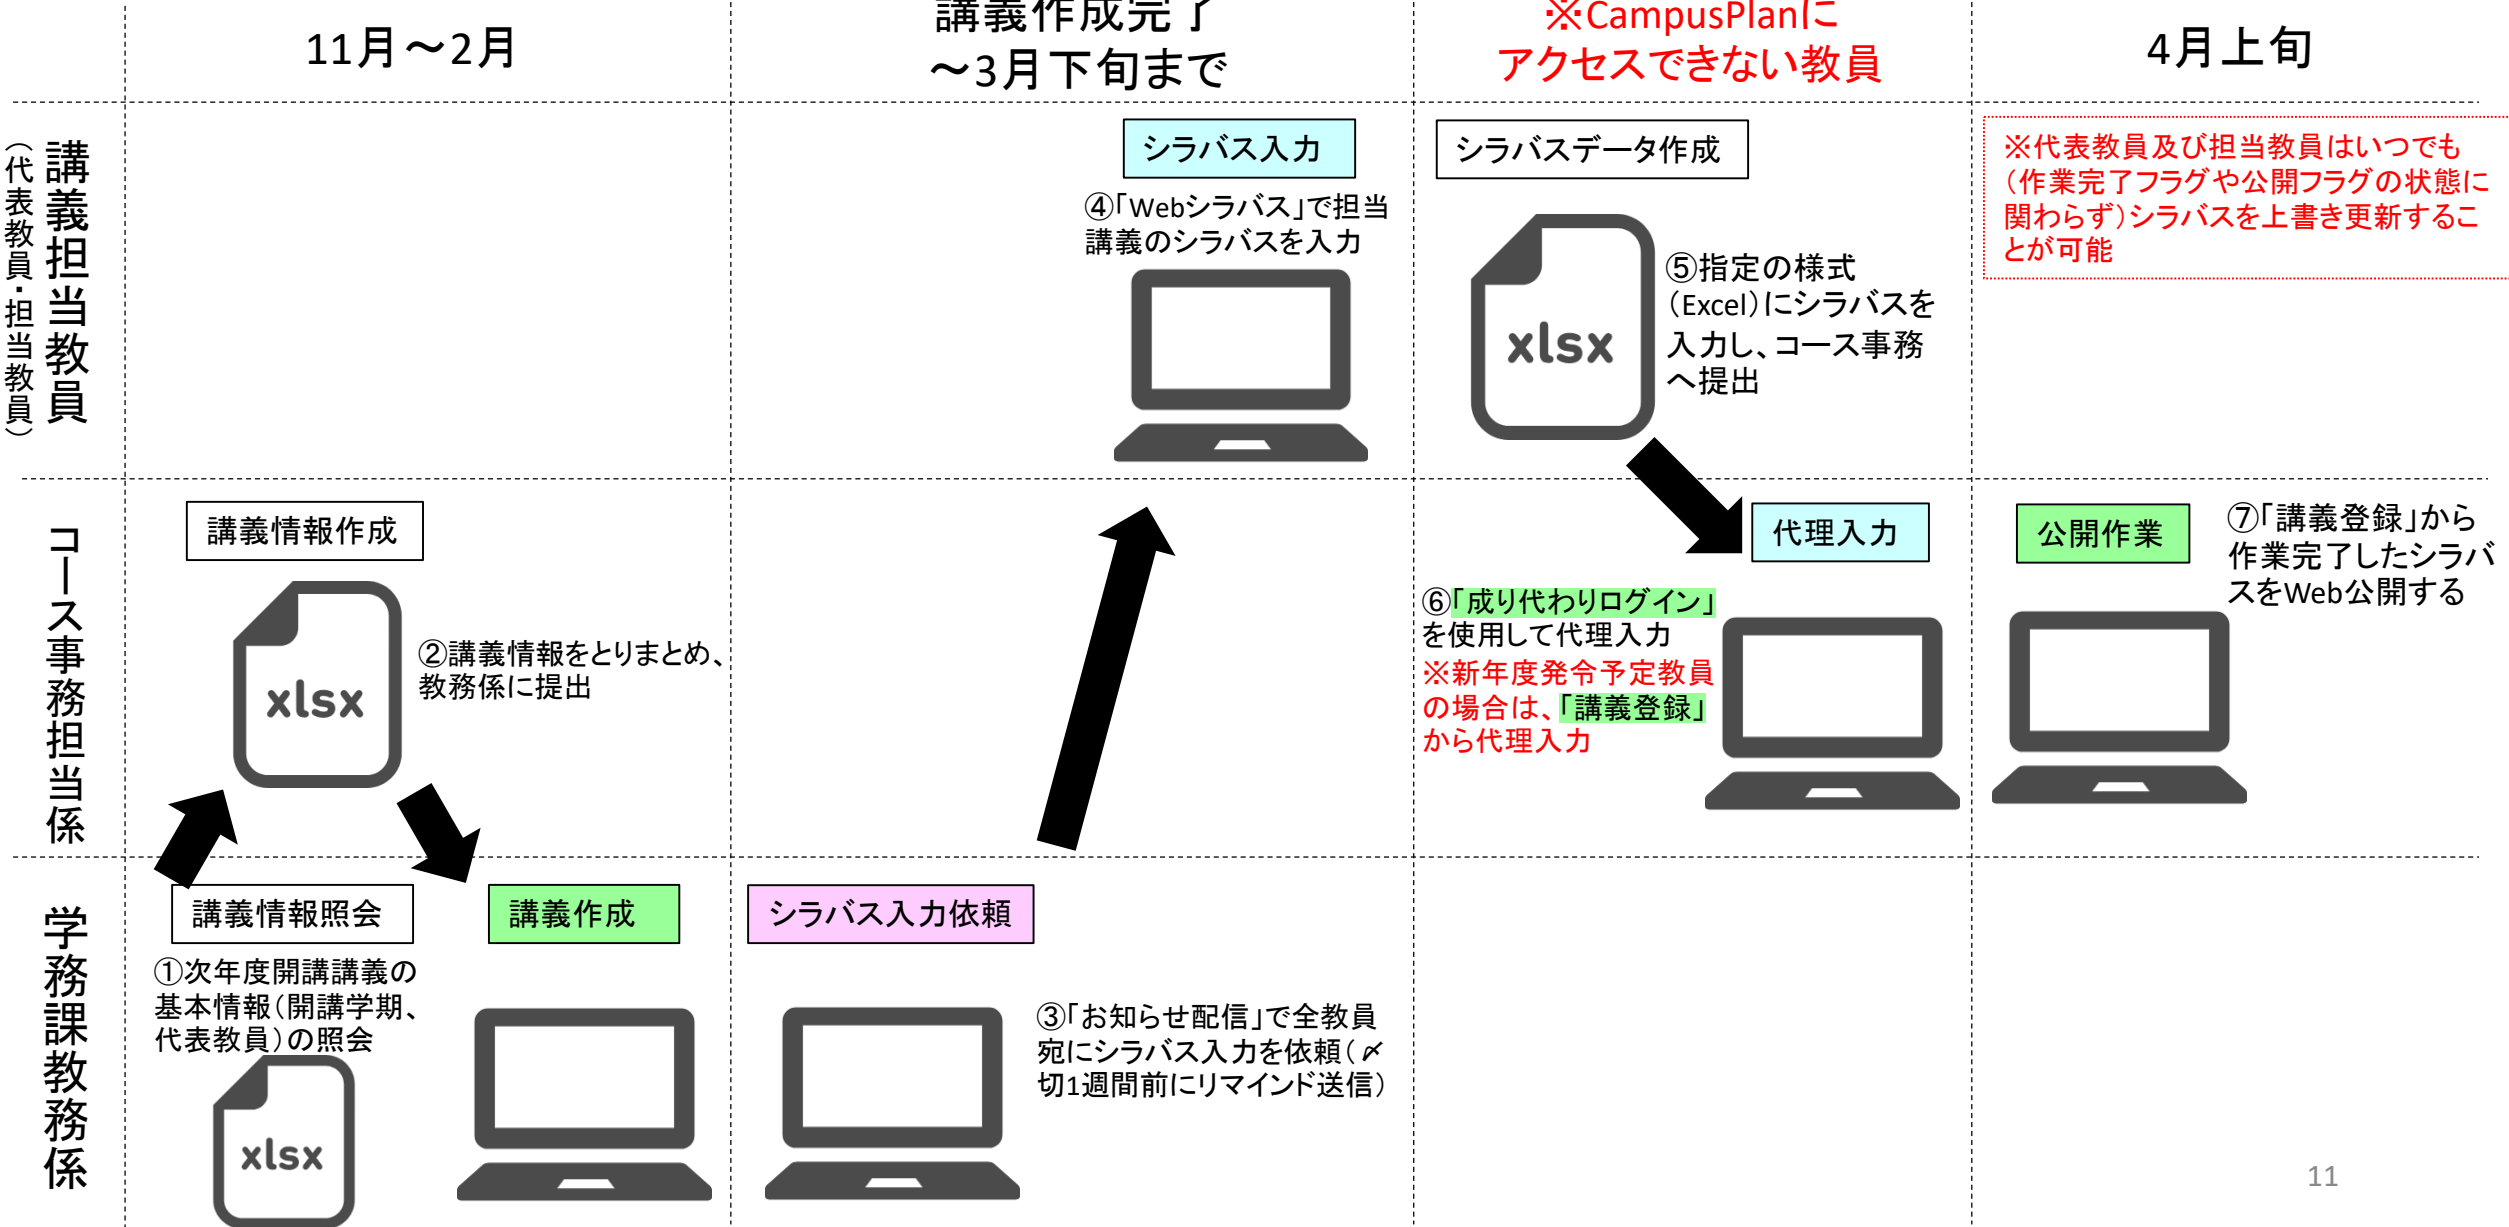 11月～2月
講義作成完了
～3月下旬まで
※CampusPlanに
アクセスできない教員
4月上旬
講義担当教員
（代表教員・担当教員）
シラバス入力
④「Webシラバス」で担当
講義のシラバスを入力
シラバスデータ作成
xlsx
⑤指定の様式
（Excel）にシラバスを
入力し、コース事務
へ提出
※代表教員及び担当教員はいつでも
（作業完了フラグや公開フラグの状態に
関わらず）シラバスを上書き更新するこ
とが可能
コース事務担当係
講義情報作成
xlsx
②講義情報をとりまとめ、
教務係に提出
代理入力
⑥「成り代わりログイン」
を使用して代理入力
※新年度発令予定教員
の場合は、「講義登録」
から代理入力
公開作業
⑦「講義登録」から
作業完了したシラバ
スをWeb公開する
学務課教務係
講義情報照会
①次年度開講講義の
基本情報（開講学期、
代表教員）の照会
xlsx
講義作成
シラバス入力依頼
③「お知らせ配信」で全教員
宛にシラバス入力を依頼（〆
切1週間前にリマインド送信）
11